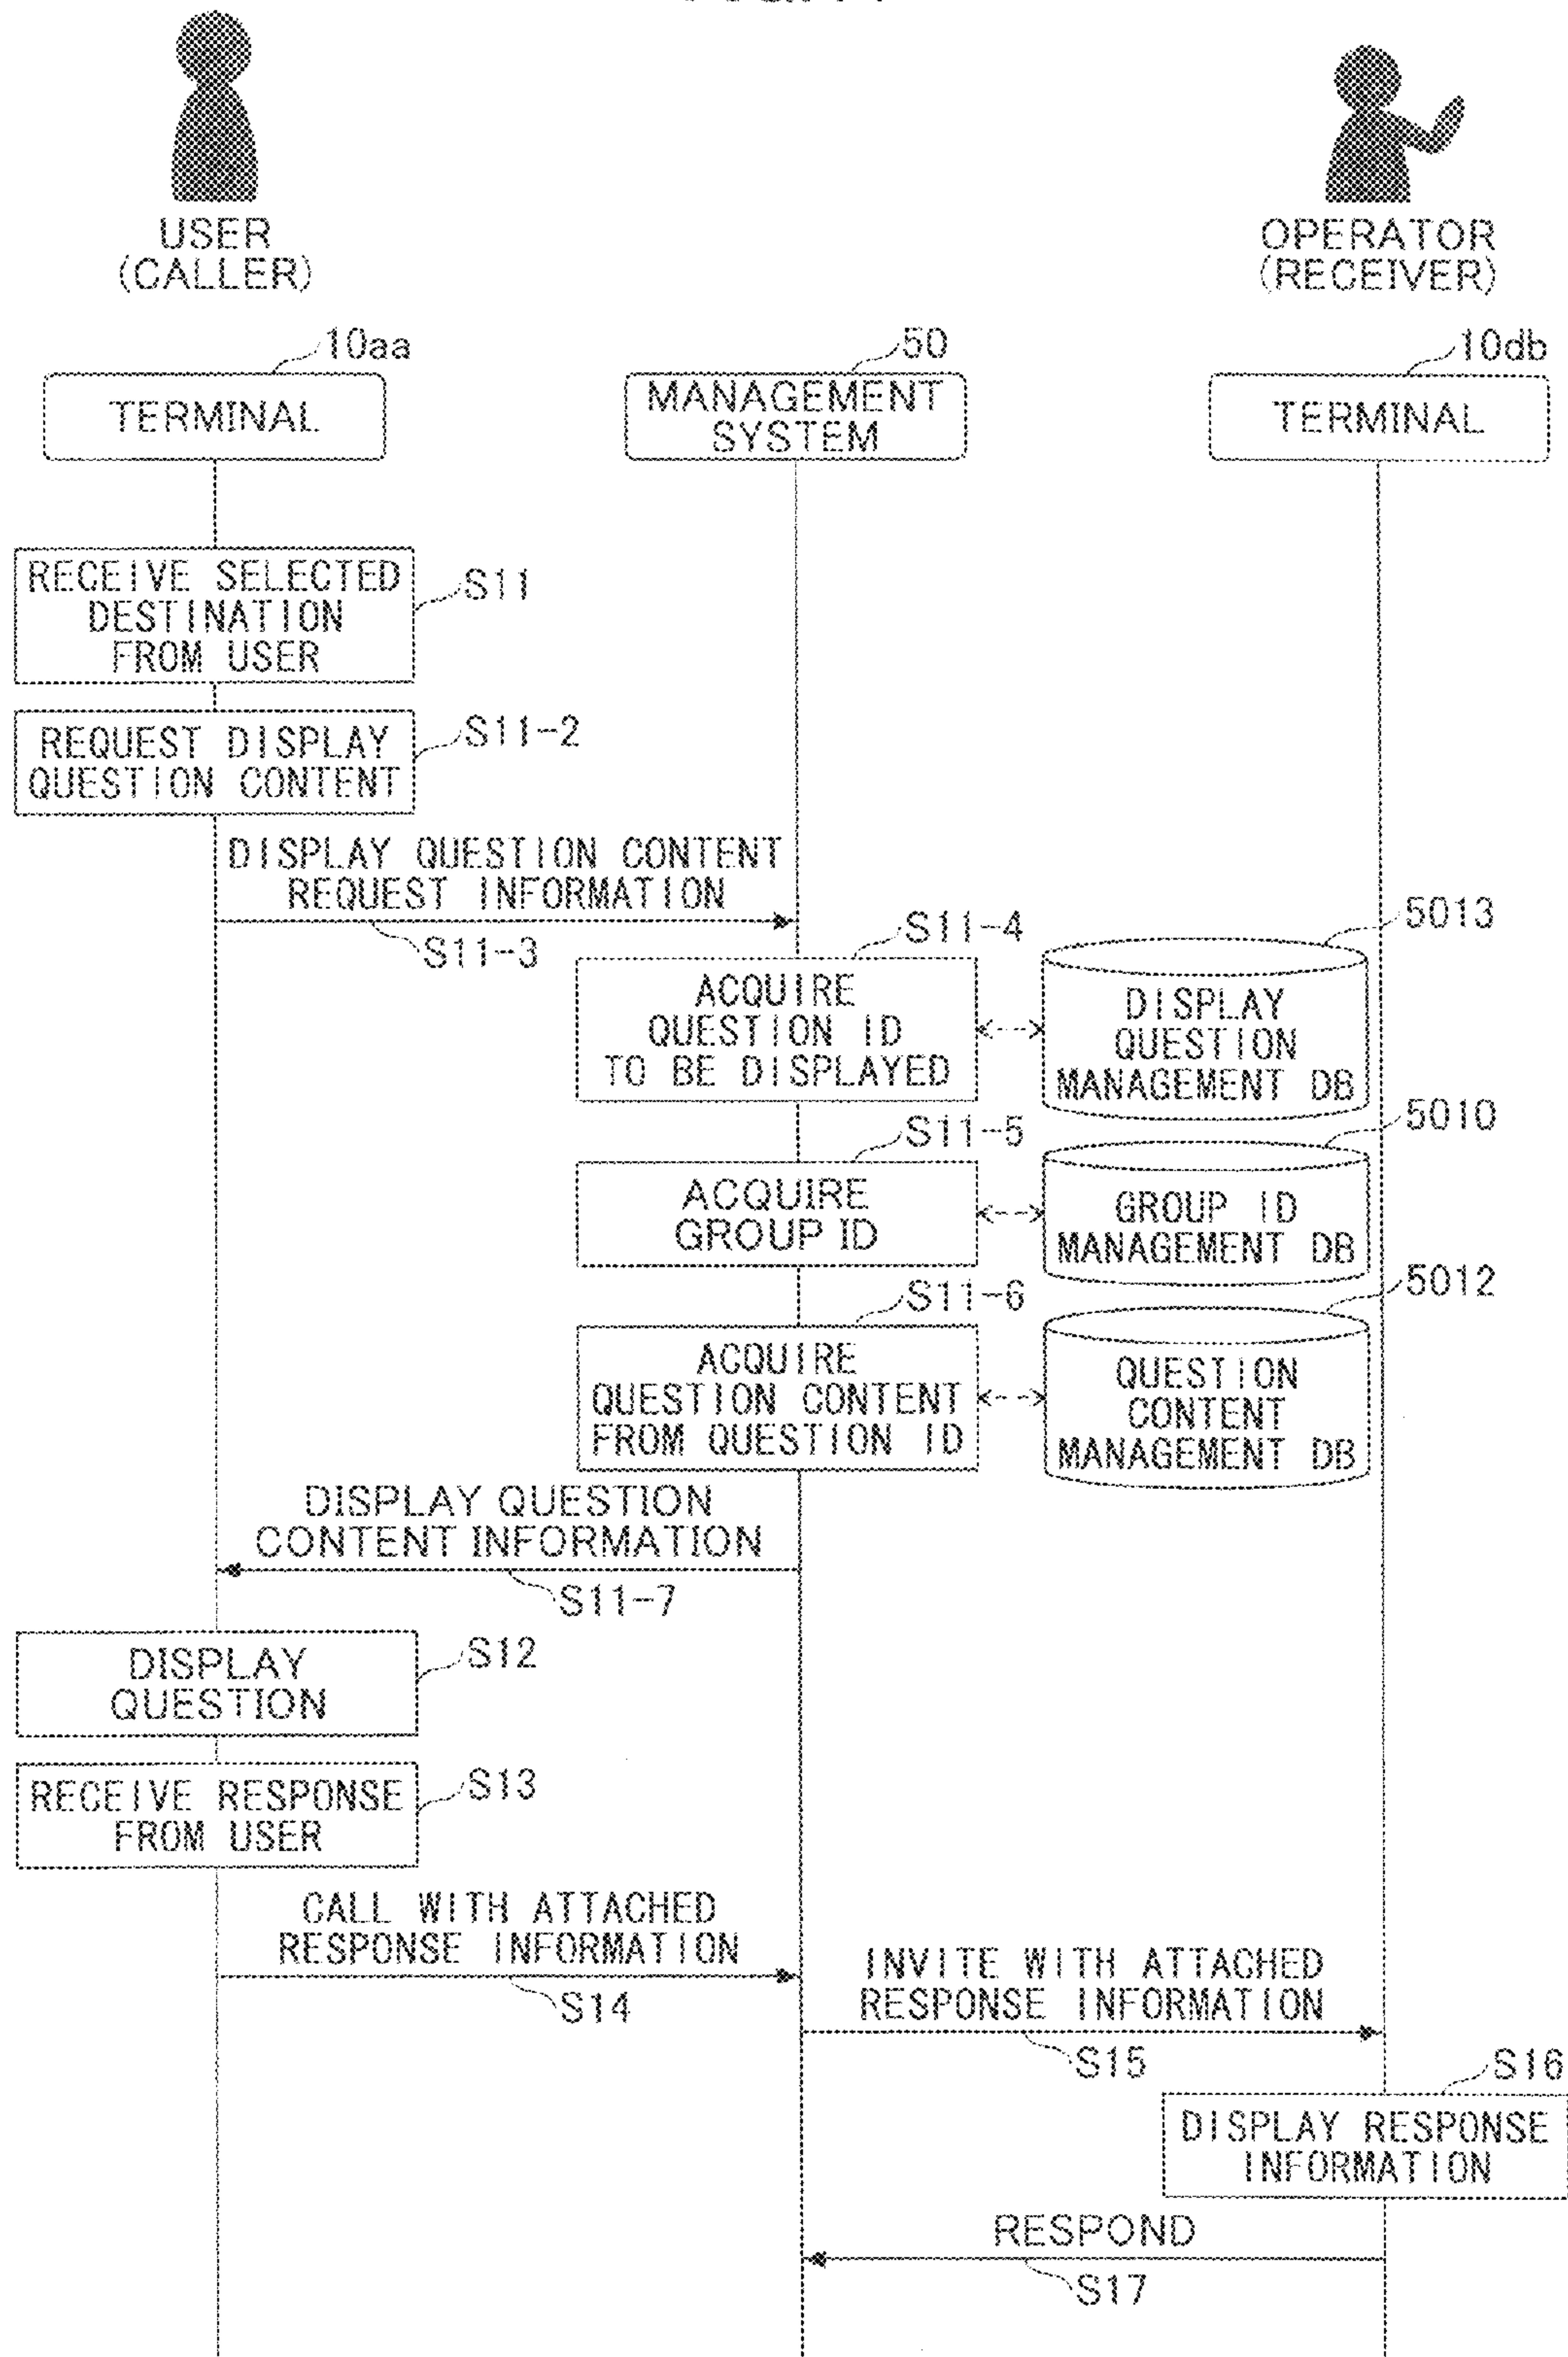 USER
(CALLER)
OPERATOR
(RECEIVER)
10aa
50
10db
TERMINAL
MANAGEMENT
SYSTEM
TERMINAL
RECEIVE SELECTED
DESTINATION
FROM USER
S11
REQUEST DISPLAY
QUESTION CONTENT
S11-2
DISPLAY QUESTION CONTENT
REQUEST INFORMATION
S11-3
S11-4
5013
ACQUIRE
QUESTION ID
TO BE DISPLAYED
DISPLAY
QUESTION
MANAGEMENT DB
S11-5
5010
ACQUIRE
GROUP ID
GROUP ID
MANAGEMENT DB
S11-6
5012
ACQUIRE
QUESTION CONTENT
FROM QUESTION ID
QUESTION
CONTENT
MANAGEMENT DB
DISPLAY QUESTION
CONTENT INFORMATION
S11-7
DISPLAY
QUESTION
S12
RECEIVE RESPONSE
FROM USER
S13
CALL WITH ATTACHED
RESPONSE INFORMATION
S14
INVITE WITH ATTACHED
RESPONSE INFORMATION
S15
S16
DISPLAY RESPONSE
INFORMATION
RESPOND
S17